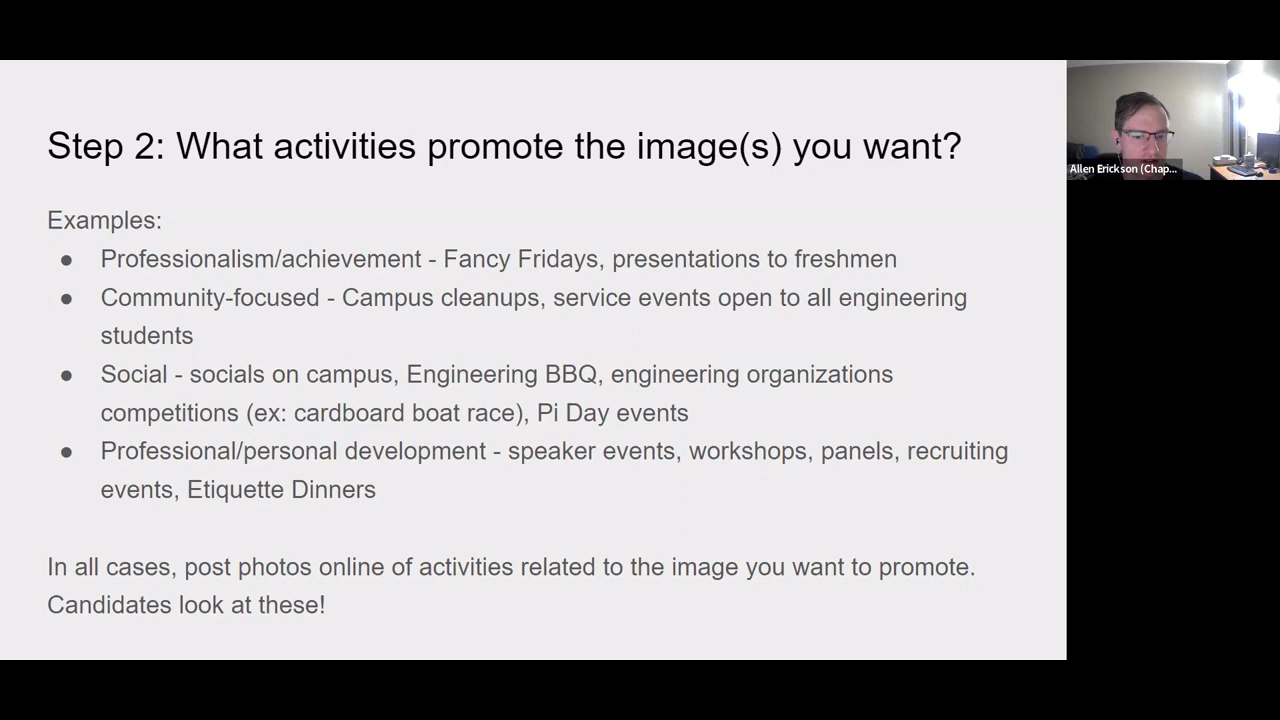 Step 2: What activities promote the image(s) you want?
Examples:
● Professionalism/achievement - Fancy Fridays, presentations to freshmen
● Community-focused - Campus cleanups, service events open to all engineering
students
● Social - socials on campus, Engineering BBQ, engineering organizations
competitions (ex: cardboard boat race), Pi Day events
● Professional/personal development - speaker events, workshops, panels, recruiting
events, Etiquette Dinners
In all cases, post photos online of activities related to the image you want to promote.
Candidates look at these!
Allen Erickson (Chap...